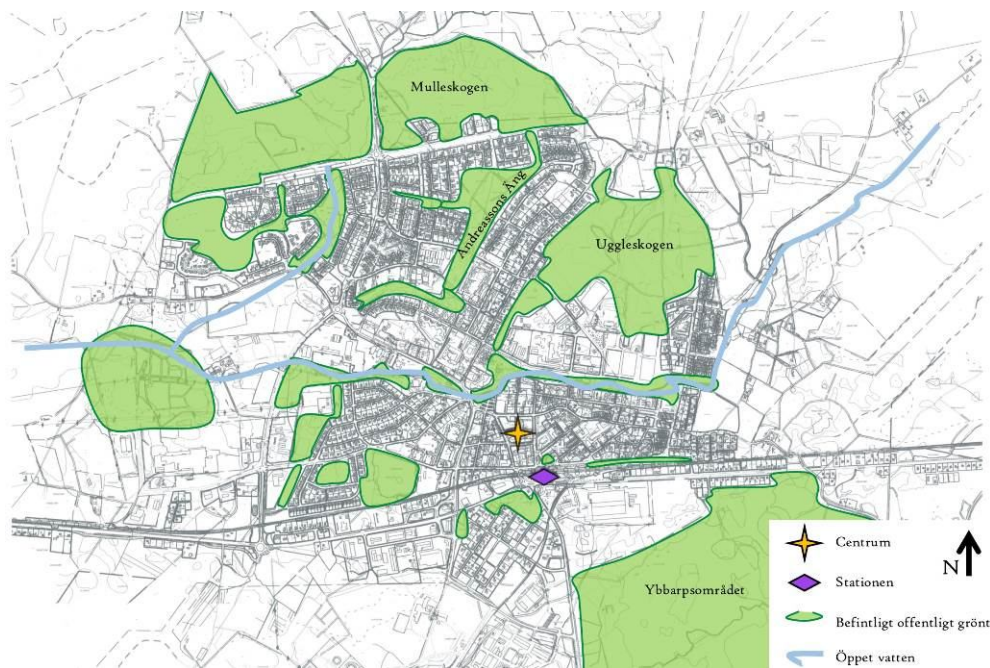 Mulleskogen
Andreassons Äng
Uggleskogen
Ybbarpsområdet
Centrum
N
Stationen
Befintligt offentligt grönt
Öppet vatten